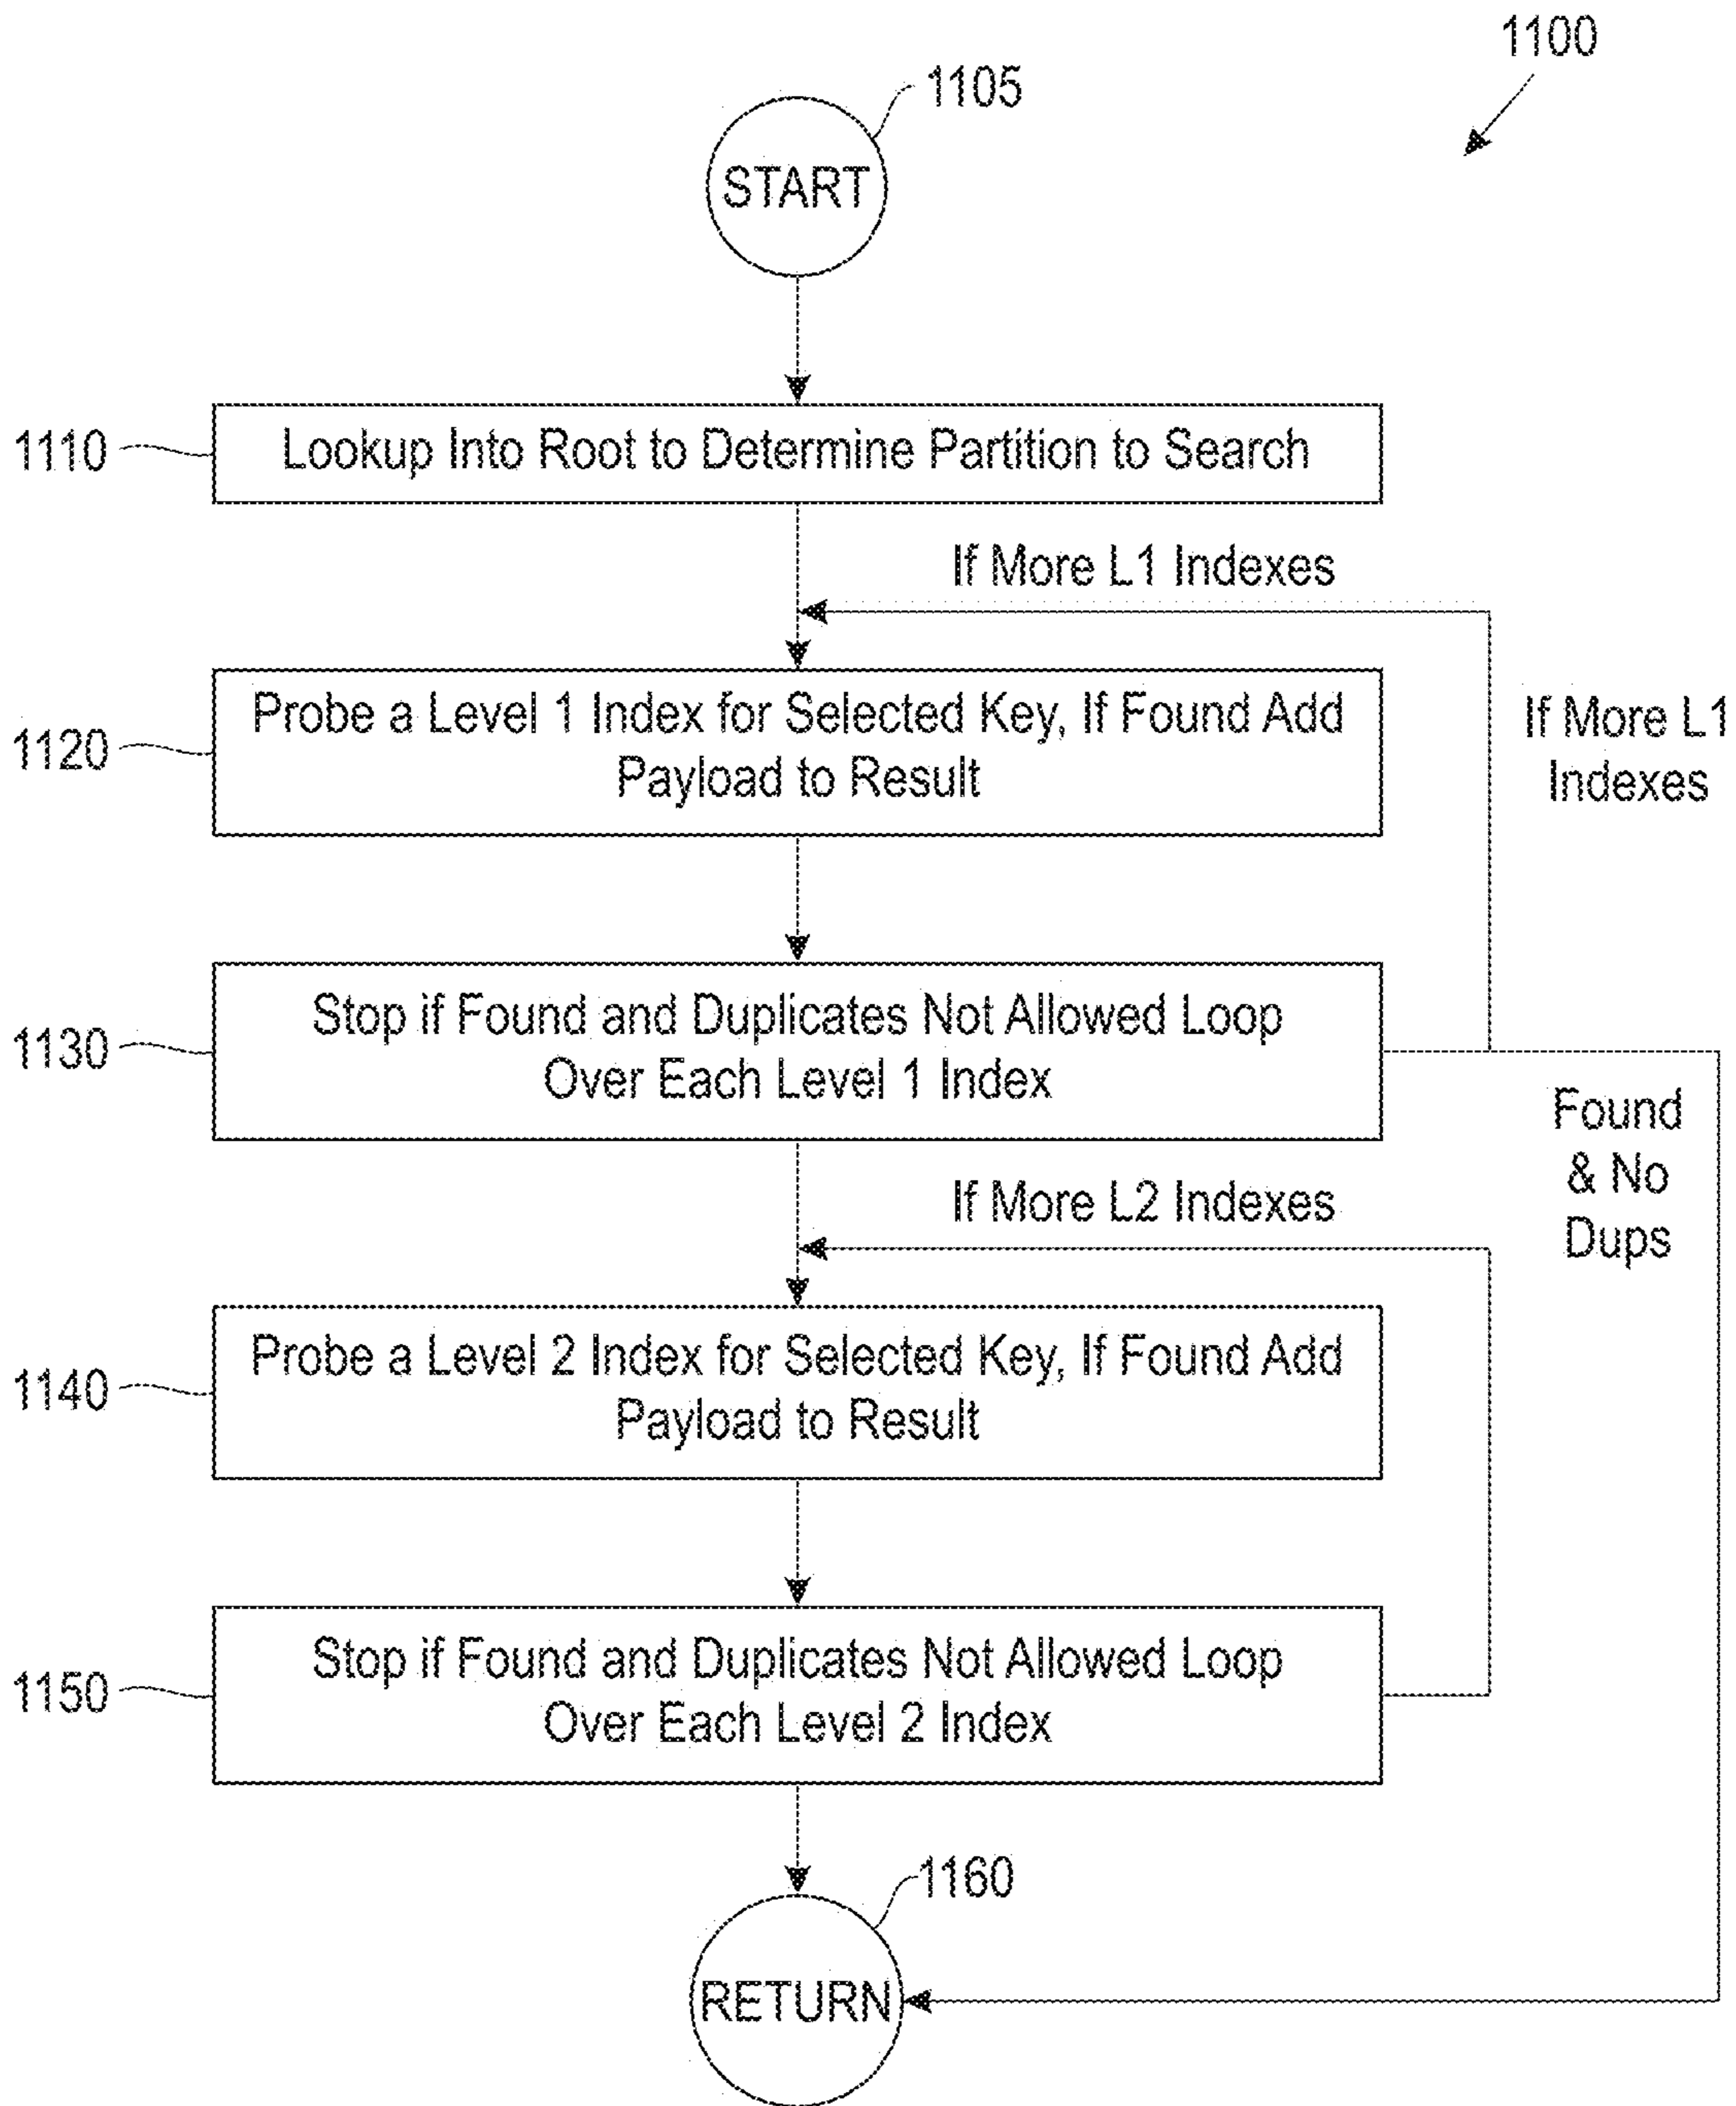 1100
1105
START
1110
Lookup Into Root to Determine Partition to Search
If More L1 Indexes
1120
Probe a Level 1 Index for Selected Key, If Found Add
Payload to Result
If More L1
Indexes
1130
Stop if Found and Duplicates Not Allowed Loop
Over Each Level 1 Index
Found
& No
Dups
If More L2 Indexes
1140
Probe a Level 2 Index for Selected Key, If Found Add
Payload to Result
1150
Stop if Found and Duplicates Not Allowed Loop
Over Each Level 2 Index
1160
RETURN